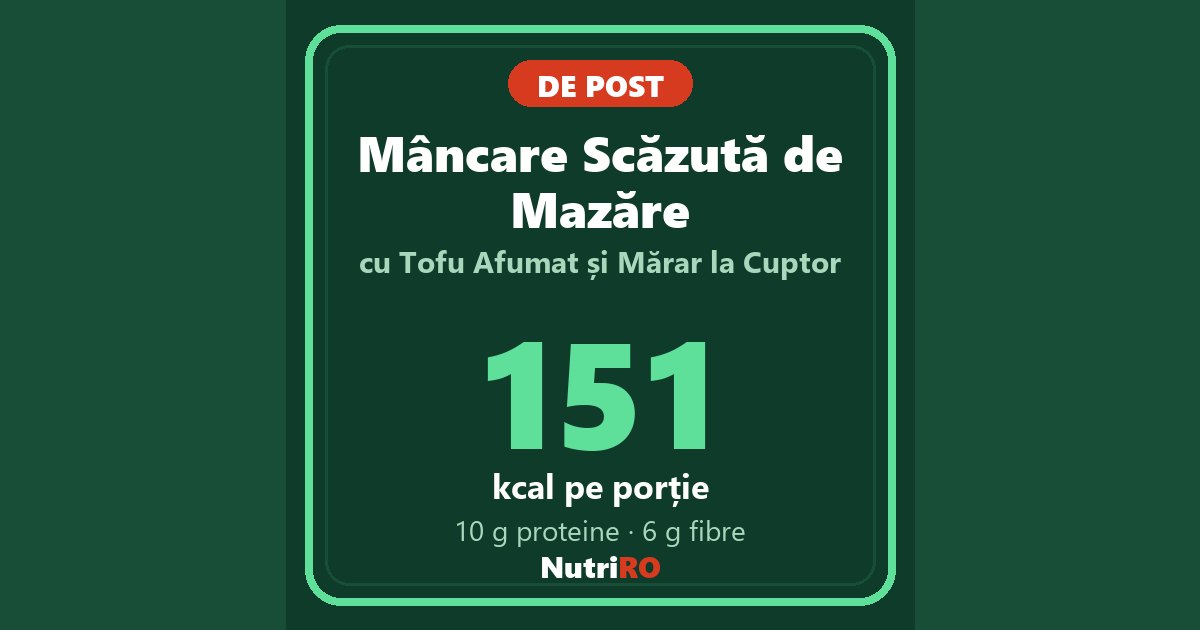 DE POST
Mâncare Scăzută de
Mazăre
cu Tofu Afumat și Mărar la Cuptor
151
kcal pe porție
10 g proteine · 6 g fibre
NutriRO